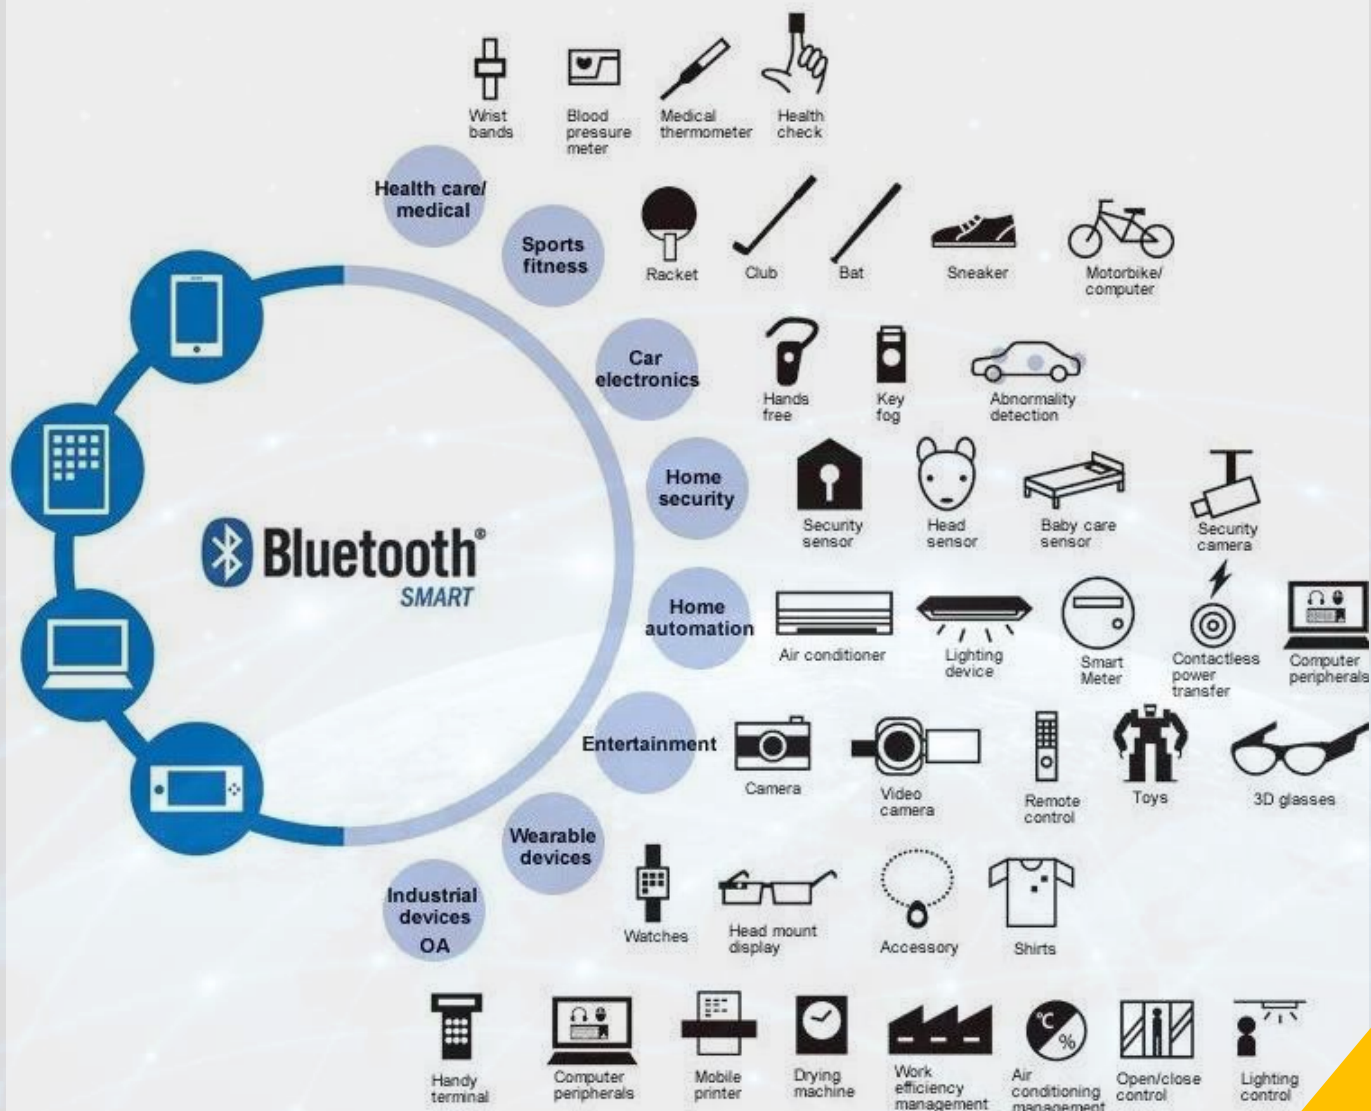 Wrist
bands
Blood
pressure
meter
Medical
thermometer
Health
check
Health care/
medical
Sports
fitness
Racket
Club
Bat
Sneaker
Motorbike/
computer
Car
electronics
Hands
free
Key
fog
Abnormality
detection
Home
security
Security
sensor
Head
sensor
Baby care
sensor
Security
camera
Bluetooth®
SMART
Home
automation
Air conditioner
Lighting
device
Smart
Meter
Contactless
power
transfer
Computer
peripherals
Entertainment
Camera
Video
camera
Remote
control
Toys
3D glasses
Wearable
devices
Watches
Head mount
display
Accessory
Shirts
Industrial
devices
OA
Handy
terminal
Computer
peripherals
Mobile
printer
Drying
machine
Work
efficiency
management
Air
conditioning
management
Open/close
control
Lighting
control
°C
%